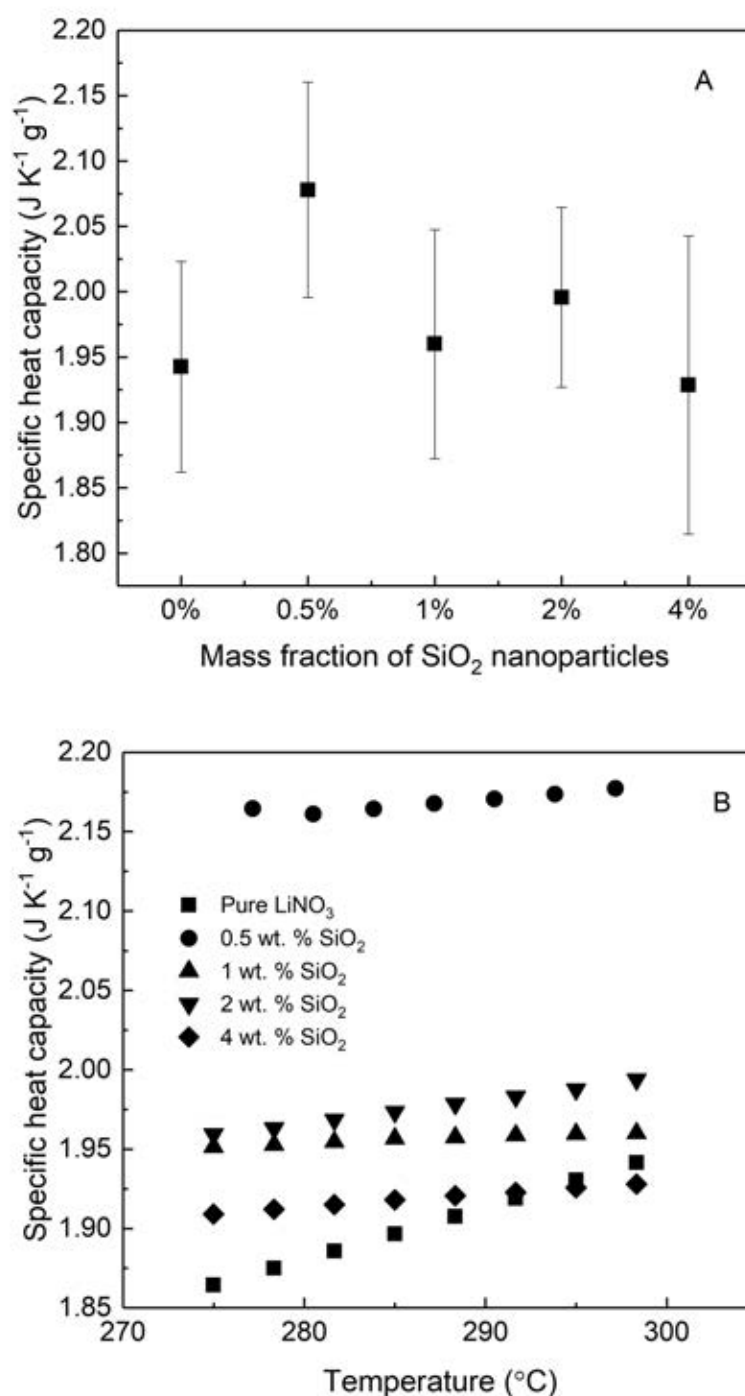 A
Specific heat capacity (J K⁻¹ g⁻¹)
2.20
2.15
2.10
2.05
2.00
1.95
1.90
1.85
1.80
0% 0.5% 1% 2% 4%
Mass fraction of SiO₂ nanoparticles
B
Specific heat capacity (J K⁻¹ g⁻¹)
2.20
2.15
2.10
2.05
2.00
1.95
1.90
1.85
Pure LiNO₃
0.5 wt. % SiO₂
1 wt. % SiO₂
2 wt. % SiO₂
4 wt. % SiO₂
270 280 290 300
Temperature (°C)